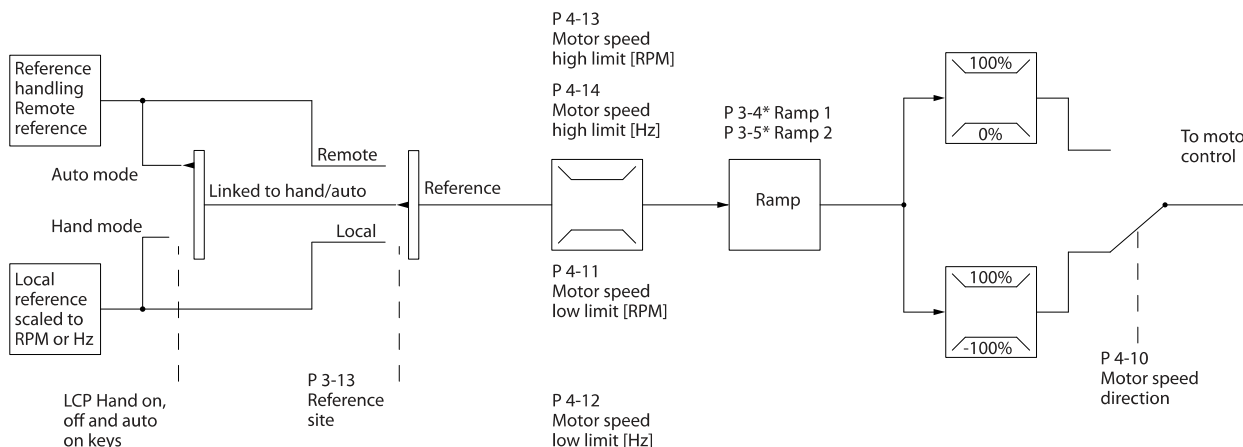 P 4-13
Motor speed
high limit [RPM]
Reference
handling
Remote
reference
P 4-14
Motor speed
high limit [Hz]
P 3-4* Ramp 1
P 3-5* Ramp 2
100%
0%
To moto
control
Remote
Auto mode
Linked to hand/auto
Reference
Ramp
Hand mode
Local
Local
reference
scaled to
RPM or Hz
P 4-11
Motor speed
low limit [RPM]
100%
-100%
P 4-10
Motor speed
direction
P 3-13
Reference
site
LCP Hand on,
off and auto
on keys
P 4-12
Motor speed
low limit [Hz]